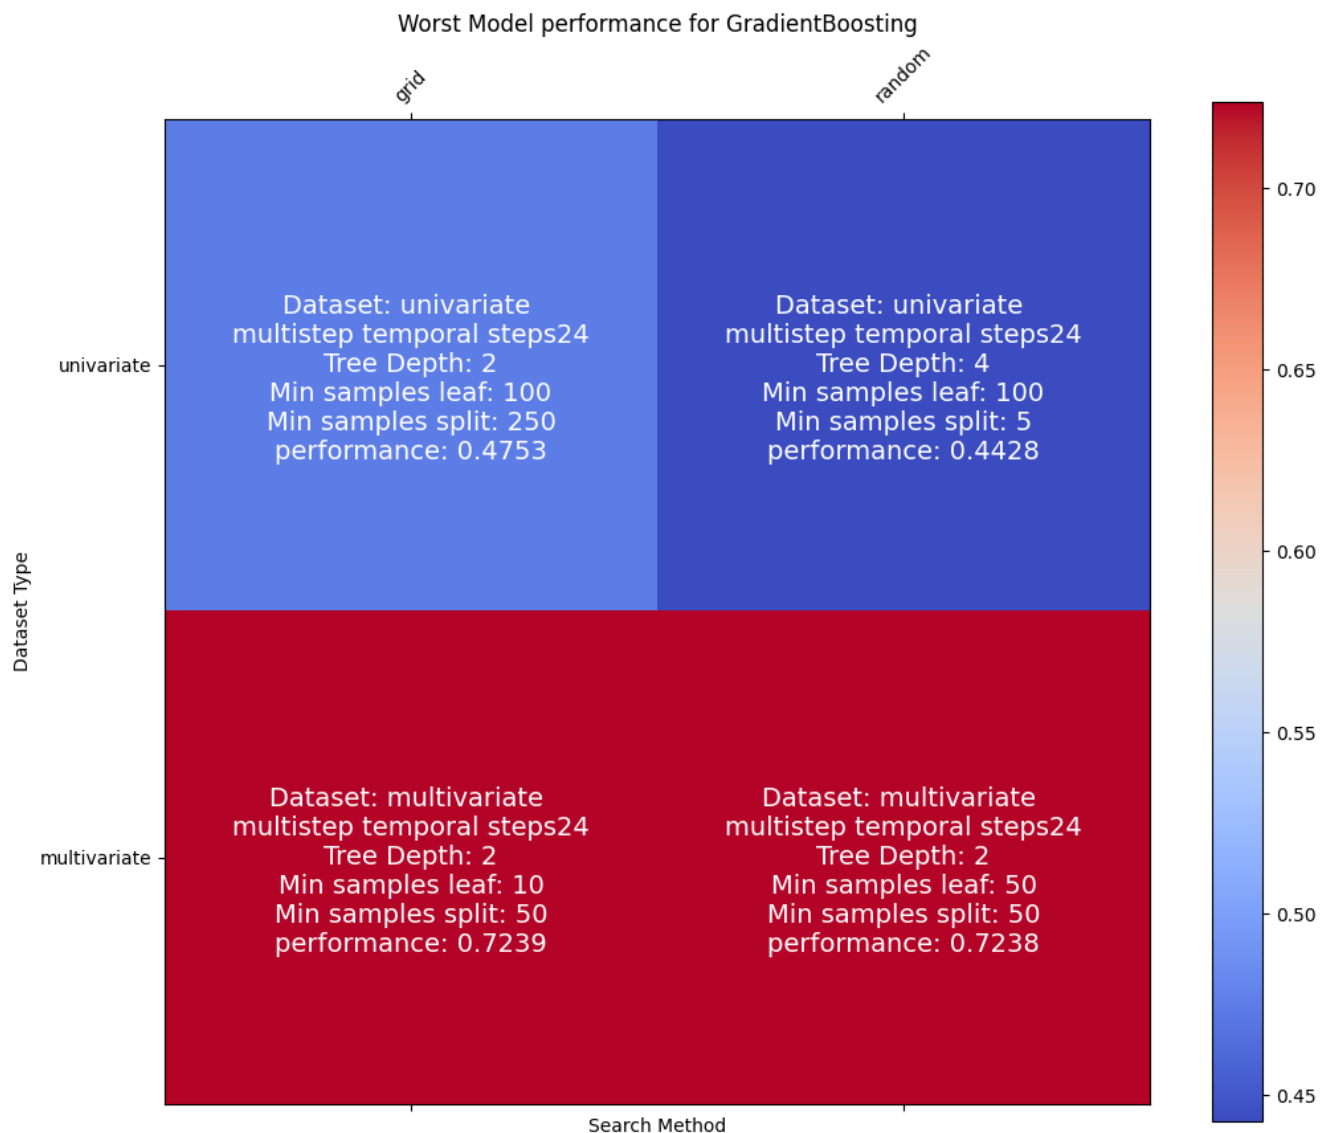 Worst Model performance for GradientBoosting
grid
random
Dataset: univariate
multistep temporal steps24
Tree Depth: 2
Min samples leaf: 100
Min samples split: 250
performance: 0.4753
Dataset: univariate
multistep temporal steps24
Tree Depth: 4
Min samples leaf: 100
Min samples split: 5
performance: 0.4428
Dataset: multivariate
multistep temporal steps24
Tree Depth: 2
Min samples leaf: 10
Min samples split: 50
performance: 0.7239
Dataset: multivariate
multistep temporal steps24
Tree Depth: 2
Min samples leaf: 50
Min samples split: 50
performance: 0.7238
univariate
multivariate
Dataset Type
Search Method
0.70
0.65
0.60
0.55
0.50
0.45